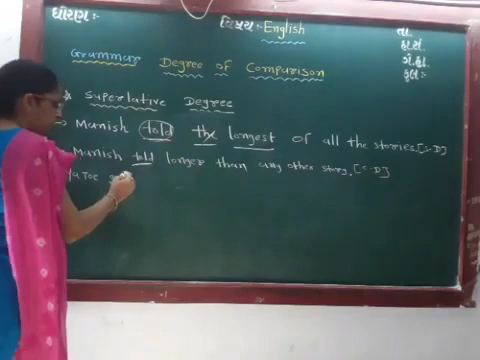 ધોરણ:-
વિષય:- English
તા.
હા.સં.
ગે.હા.
કુલ:-
Grammar Degree of Comparison
* Superlative Degree
→ Manish told the longest of all the stories. [S.D]
Manish told longer than any other story. [C.D]